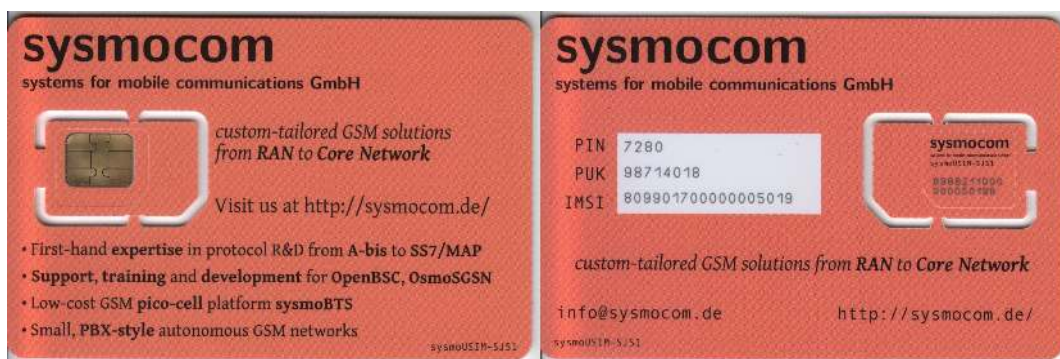 sysmocom
systems for mobile communications GmbH
custom-tailored GSM solutions
from RAN to Core Network
Visit us at http://sysmocom.de/
• First-hand expertise in protocol R&D from A-bis to SS7/MAP
• Support, training and development for OpenBSC, OsmoSGSN
• Low-cost GSM pico-cell platform sysmoBTS
• Small, PBX-style autonomous GSM networks
sysmoUSIM-SJS1
sysmocom
systems for mobile communications GmbH
PIN 7280
PUK 98714018
IMSI 809901700000005019
sysmocom
sysmoUSIM-SJS1
custom-tailored GSM solutions from RAN to Core Network
info@sysmocom.de
http://sysmocom.de/
sysmoUSIM-SJS1